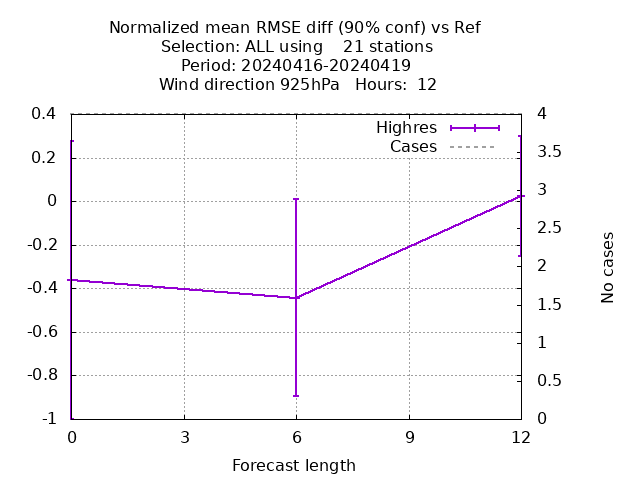 Normalized mean RMSE diff (90% conf) vs Ref
Selection: ALL using    21 stations
Period: 20240416-20240419
Wind direction 925hPa   Hours:  12
Highres
Cases
0.4
0.2
0
-0.2
-0.4
-0.6
-0.8
-1
4
3.5
3
2.5
2
1.5
1
0.5
0
No cases
0 3 6 9 12
Forecast length